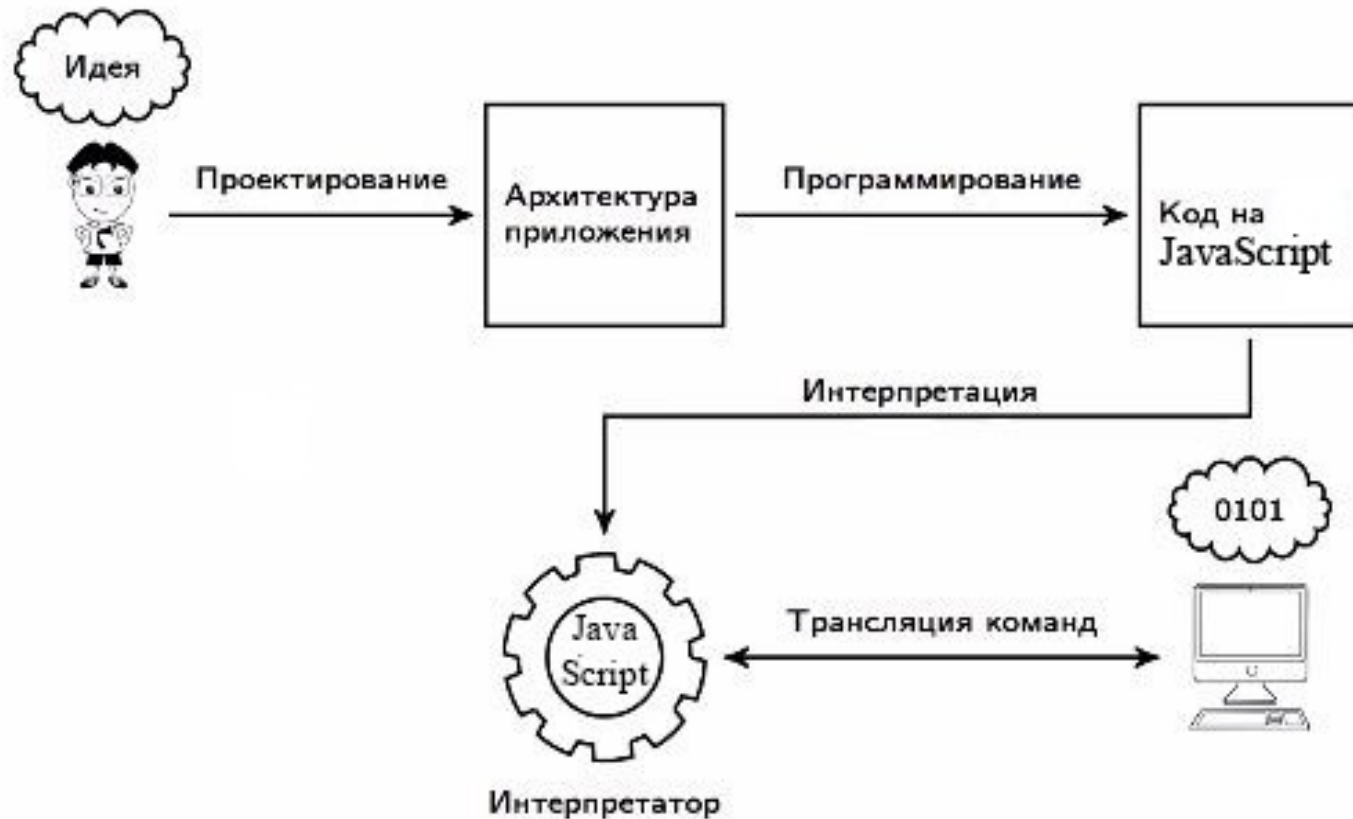 Идея
Проектирование
Архитектура
приложения
Программирование
Код на
JavaScript
Интерпретация
0101
Java
Script
Трансляция команд
Интерпретатор